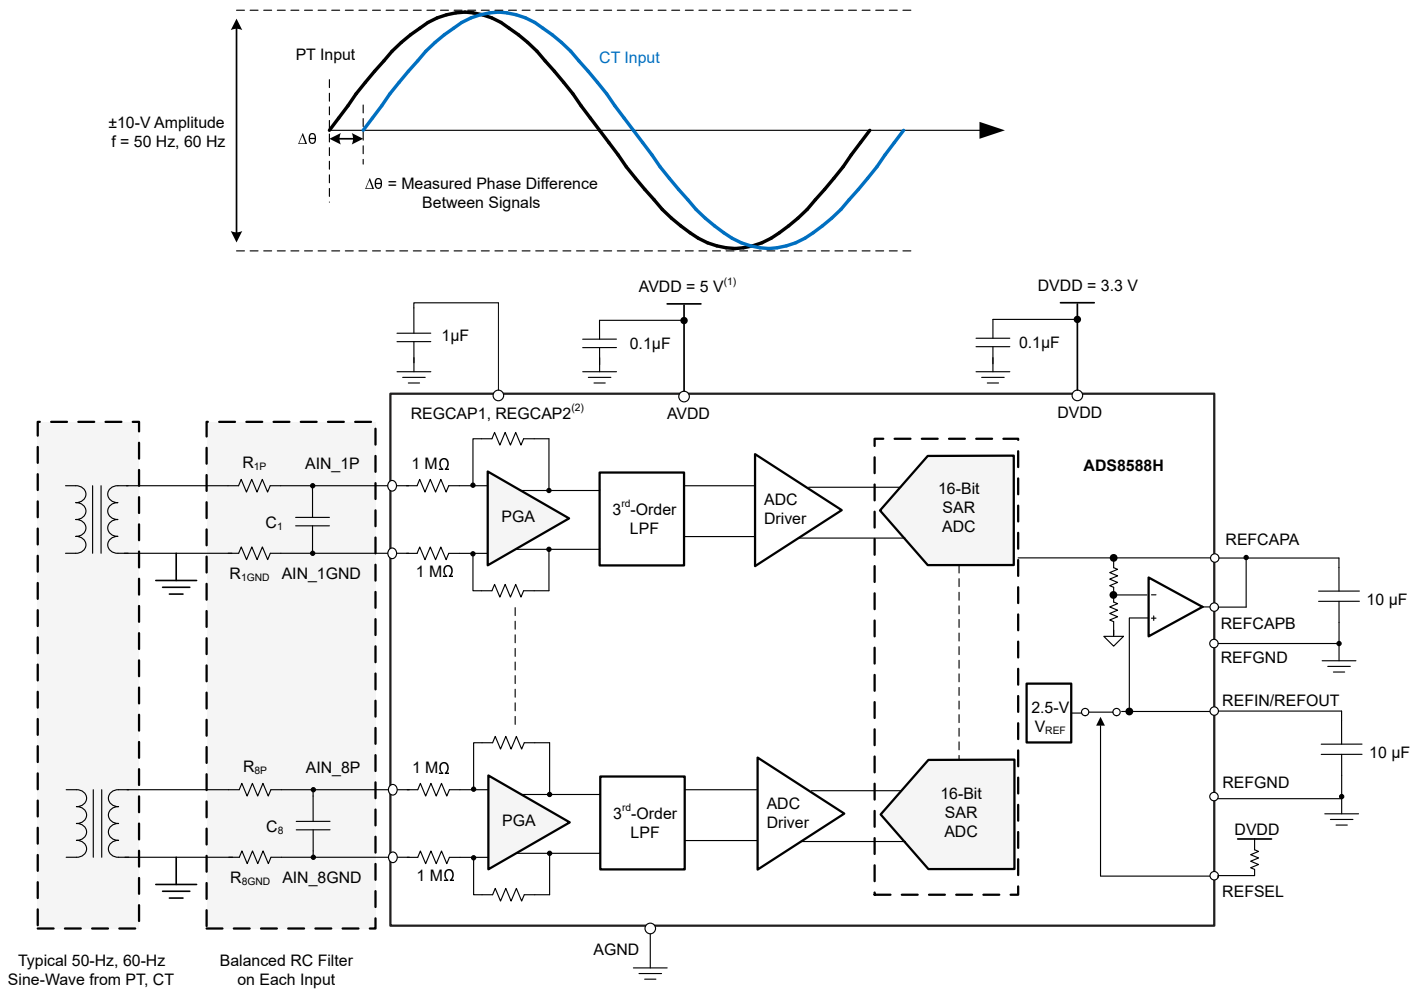 PT Input
CT Input
±10-V Amplitude
f = 50 Hz, 60 Hz
Δθ
Δθ = Measured Phase Difference
Between Signals
AVDD = 5 V(1)
DVDD = 3.3 V
1µF
0.1µF
0.1µF
REGCAP1, REGCAP2(2)
AVDD
DVDD
ADS8588H
R1P
AIN_1P
1 MΩ
C1
PGA
3rd-Order
LPF
ADC
Driver
16-Bit
SAR
ADC
R1GND
AIN_1GND
1 MΩ
REFCAPA
−
+
10 µF
REFCAPB
REFGND
2.5-V
VREF
REFIN/REFOUT
10 µF
REFGND
R8P
AIN_8P
1 MΩ
C8
PGA
3rd-Order
LPF
ADC
Driver
16-Bit
SAR
ADC
DVDD
R8GND
AIN_8GND
1 MΩ
REFSEL
AGND
Typical 50-Hz, 60-Hz
Sine-Wave from PT, CT
Balanced RC Filter
on Each Input